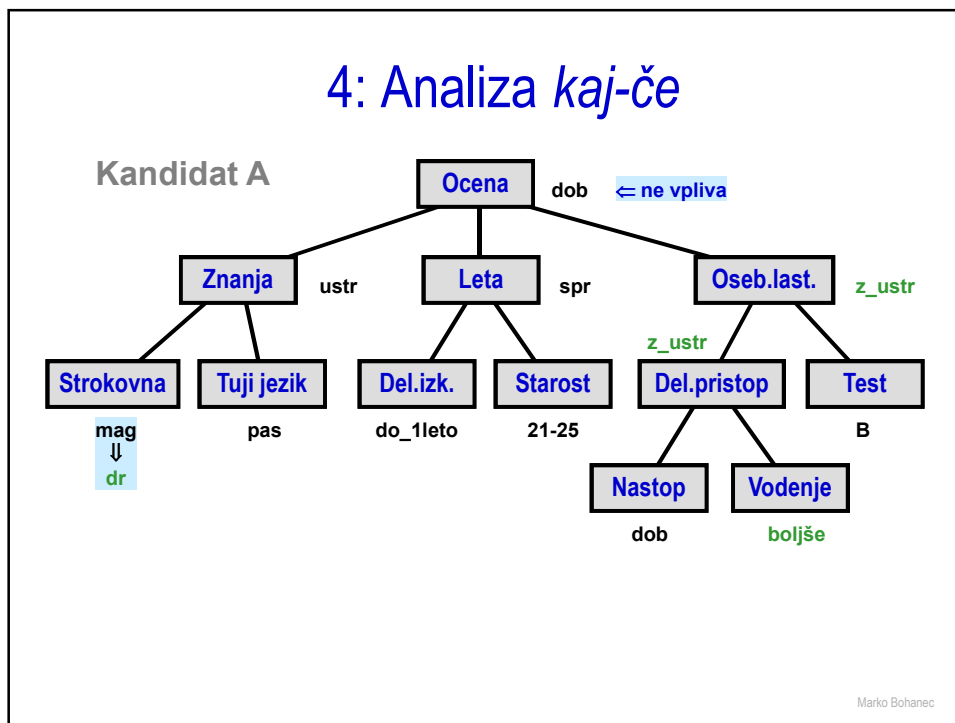 4: Analiza kaj-če
Kandidat A
Ocena
dob
⇐ ne vpliva
Znanja
ustr
Leta
spr
Oseb.last.
z_ustr
z_ustr
Strokovna
Tuji jezik
Del.izk.
Starost
Del.pristop
Test
mag
⇓
dr
pas
do_1leto
21-25
B
Nastop
Vodenje
dob
boljše
Marko Bohanec